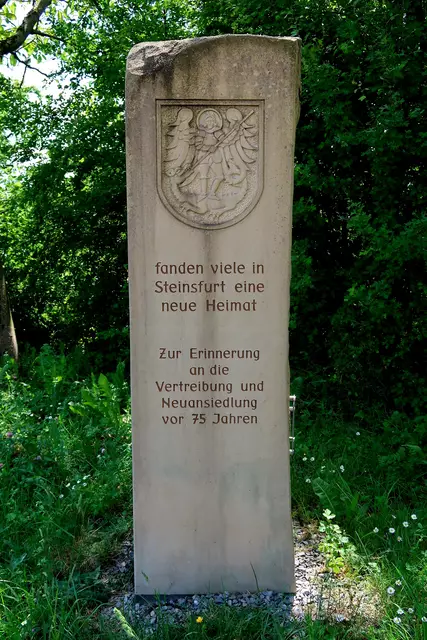 fanden viele in
Steinsfurt eine
neue Heimat
Zur Erinnerung
an die
Vertreibung und
Neuansiedlung
vor 75 Jahren